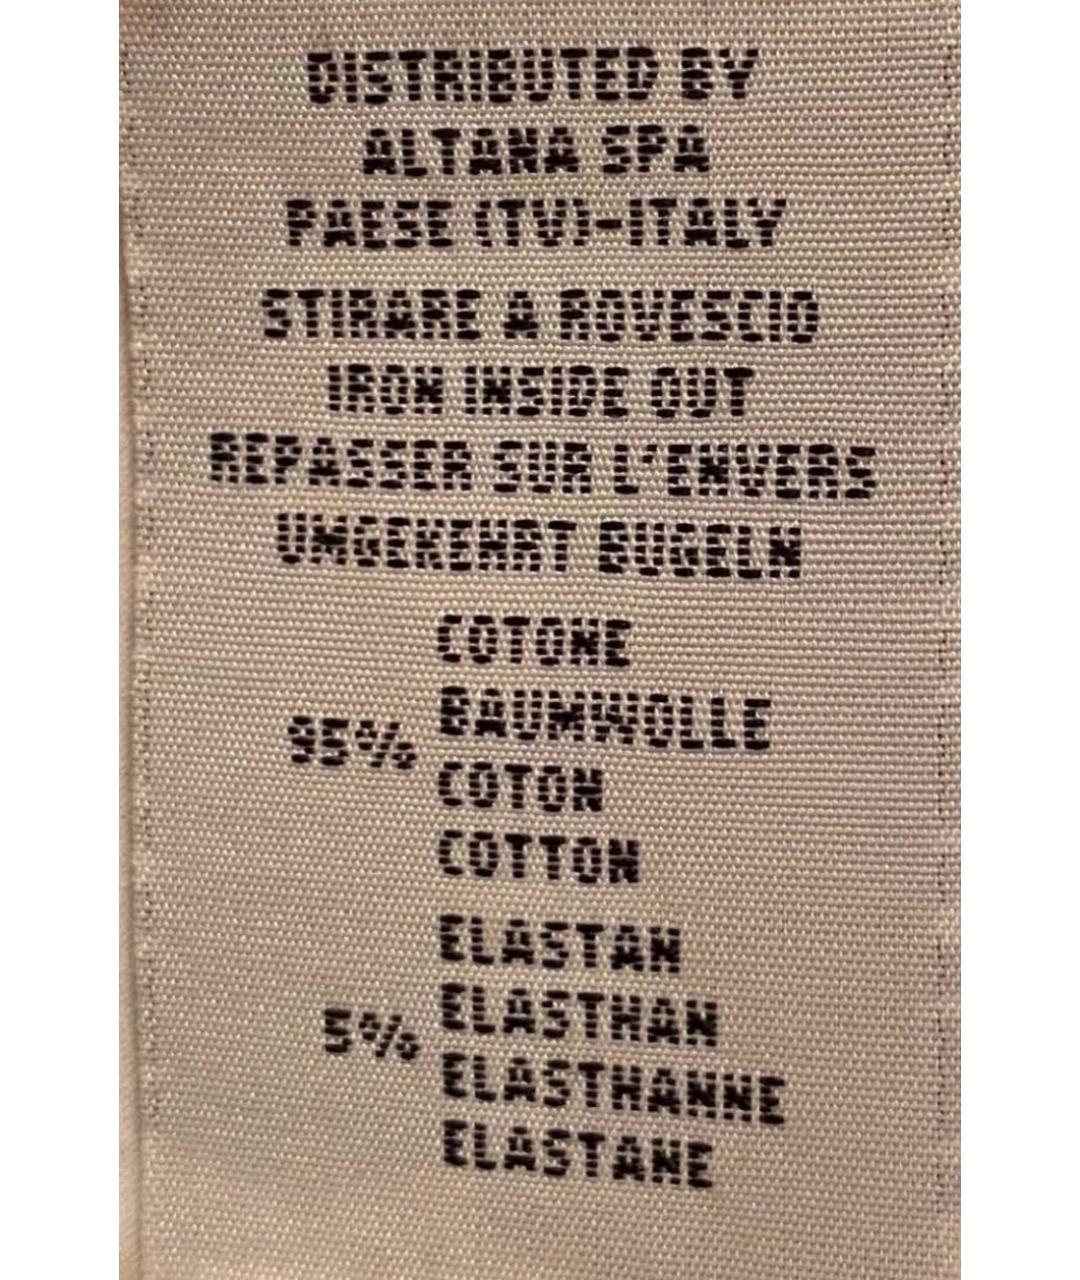 DISTRIBUTED BY
ALTANA SPA
PAESE (TV)-ITALY
STIRARE A ROVESCIO
IRON INSIDE OUT
REPASSER SUR L'ENVERS
UMGEKEHRT BUGELN
95%
COTONE
BAUMWOLLE
COTON
COTTON
5%
ELASTAN
ELASTHAN
ELASTHANNE
ELASTANE